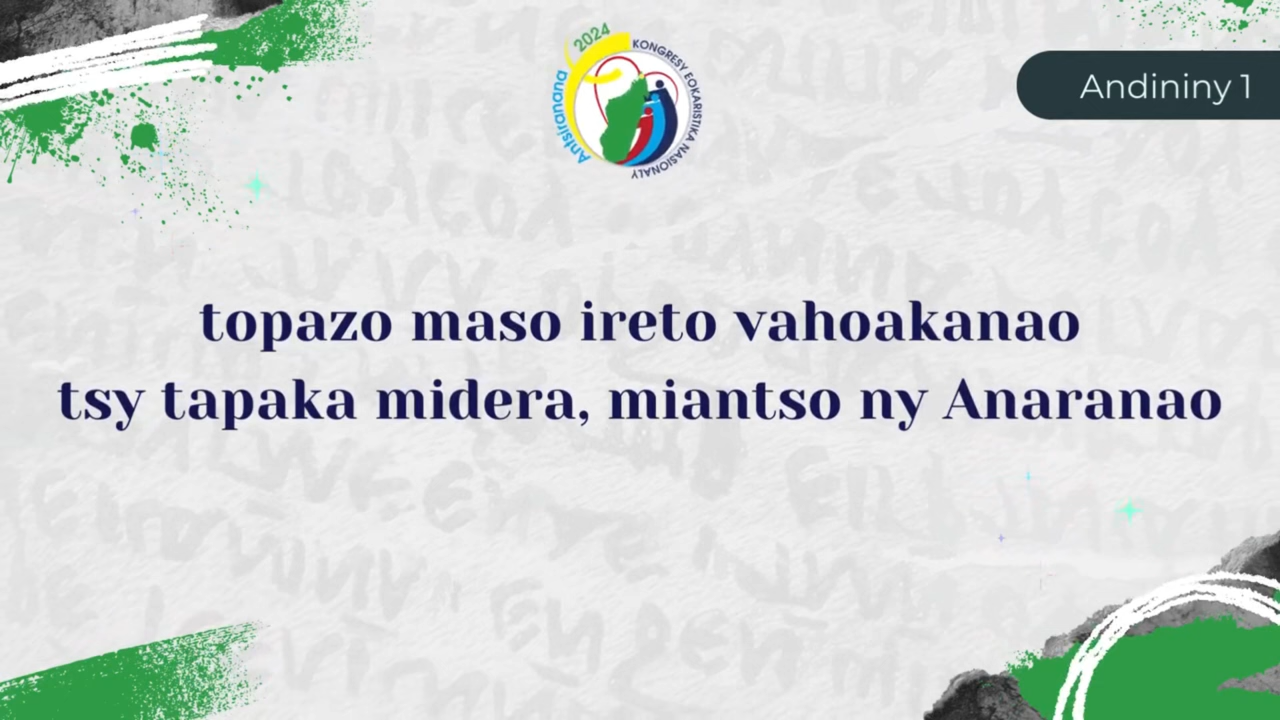 2024
Antsiranana
KONGRESY EOKARISTIKA NASIONALY
Andininy 1
topazo maso ireto vahoakanao
tsy tapaka midera, miantso ny Anaranao